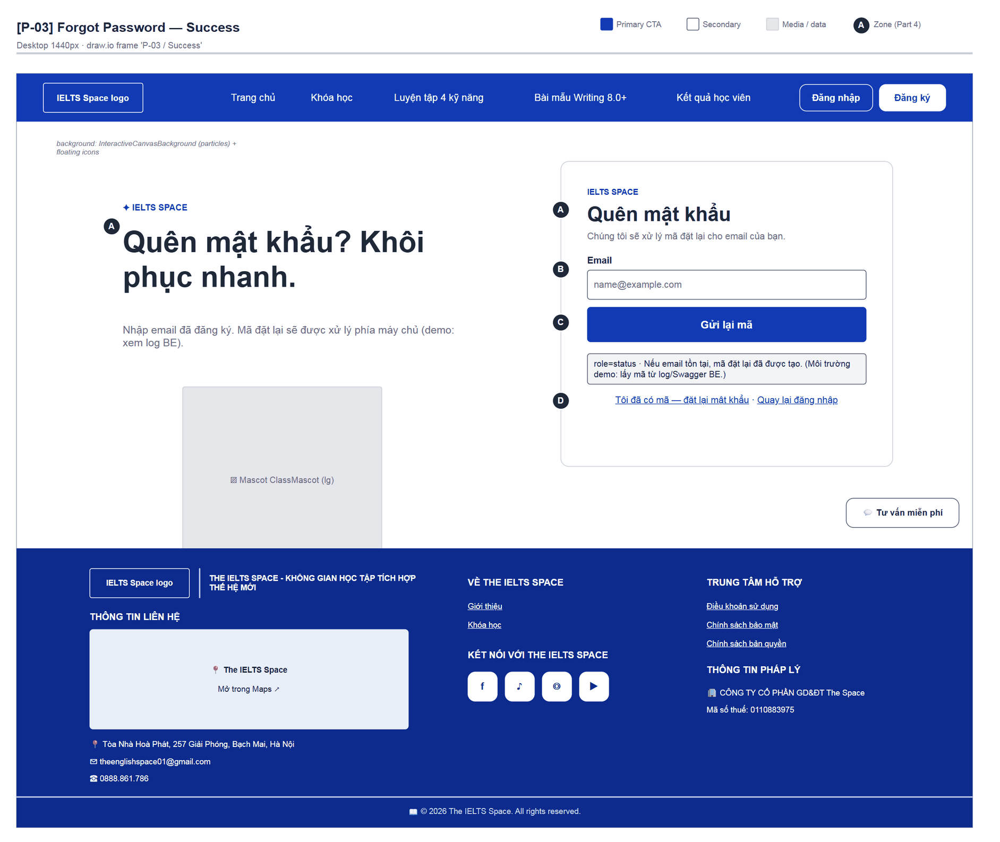 [P-03] Forgot Password — Success
Desktop 1440px · draw.io frame 'P-03 / Success'
Primary CTA
Secondary
Media / data
A Zone (Part 4)
IELTS Space logo
Trang chủ
Khóa học
Luyện tập 4 kỹ năng
Bài mẫu Writing 8.0+
Kết quả học viên
Đăng nhập
Đăng ký
background: InteractiveCanvasBackground (particles) +
floating icons
✦ IELTS SPACE
A
Quên mật khẩu? Khôi
phục nhanh.
Nhập email đã đăng ký. Mã đặt lại sẽ được xử lý phía máy chủ (demo:
xem log BE).
▨ Mascot ClassMascot (lg)
IELTS SPACE
A
Quên mật khẩu
Chúng tôi sẽ xử lý mã đặt lại cho email của bạn.
B
Email
name@example.com
C
Gửi lại mã
role=status · Nếu email tồn tại, mã đặt lại đã được tạo. (Môi trường
demo: lấy mã từ log/Swagger BE.)
D
Tôi đã có mã — đặt lại mật khẩu · Quay lại đăng nhập
💬 Tư vấn miễn phí
IELTS Space logo
THE IELTS SPACE - KHÔNG GIAN HỌC TẬP TÍCH HỢP
THẾ HỆ MỚI
THÔNG TIN LIÊN HỆ
📍 The IELTS Space
Mở trong Maps ↗
📍 Tòa Nhà Hoà Phát, 257 Giải Phóng, Bạch Mai, Hà Nội
✉ theenglishspace01@gmail.com
☎ 0888.861.786
VỀ THE IELTS SPACE
Giới thiệu
Khóa học
KẾT NỐI VỚI THE IELTS SPACE
f
♪
◎
▶
TRUNG TÂM HỖ TRỢ
Điều khoản sử dụng
Chính sách bảo mật
Chính sách bản quyền
THÔNG TIN PHÁP LÝ
🏢 CÔNG TY CỔ PHẦN GD&ĐT The Space
Mã số thuế: 0110883975
📖 © 2026 The IELTS Space. All rights reserved.